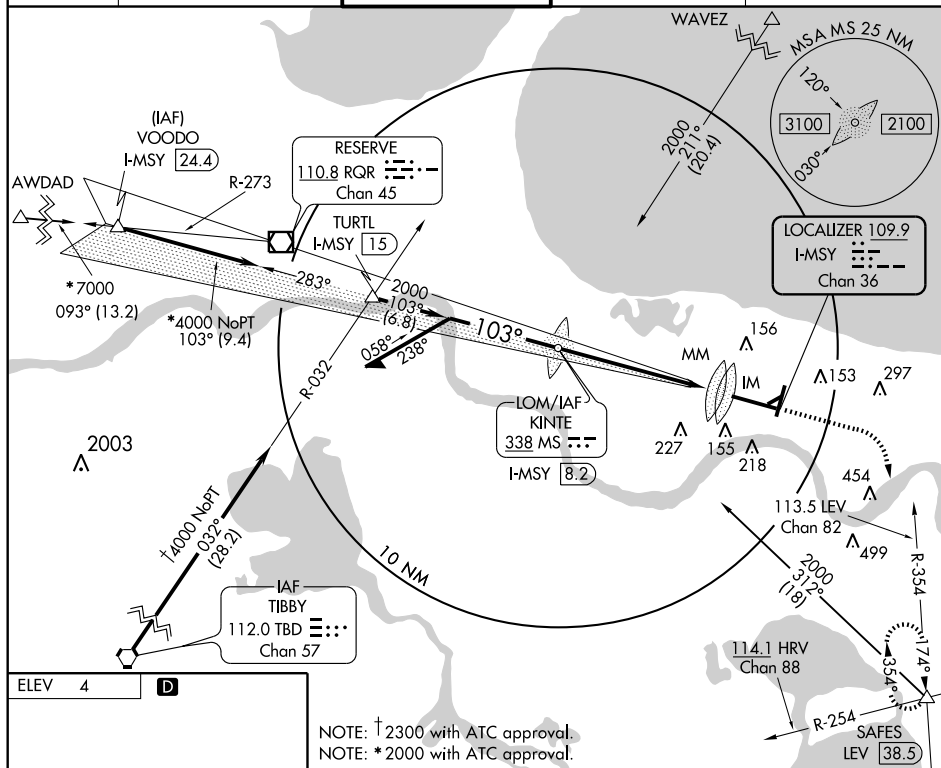 WAVEZ
MSA MS 25 NM
120°
3100
2100
030°
2000
211°
(20.4)
(IAF)
VOODO
I-MSY 24.4
R-273
RESERVE
110.8 RQR
Chan 45
AWDAD
TURTL
I-MSY 15
LOCALIZER 109.9
I-MSY
Chan 36
*7000
093° (13.2)
283°
*4000 NoPT
103° (9.4)
2000
103°
(6.8)
103°
058°
238°
156
MM
IM
153
297
R-032
LOM/IAF
KINTE
338 MS
I-MSY 8.2
227
155
218
2003
454
113.5 LEV
Chan 82
499
†4000 NoPT
032°
(28.2)
10 NM
2000
312°
(18)
R-354
IAF
TIBBY
112.0 TBD
Chan 57
114.1 HRV
Chan 88
354°
174°
R-254
SAFES
LEV 38.5
ELEV 4
D
NOTE: †2300 with ATC approval.
NOTE: *2000 with ATC approval.